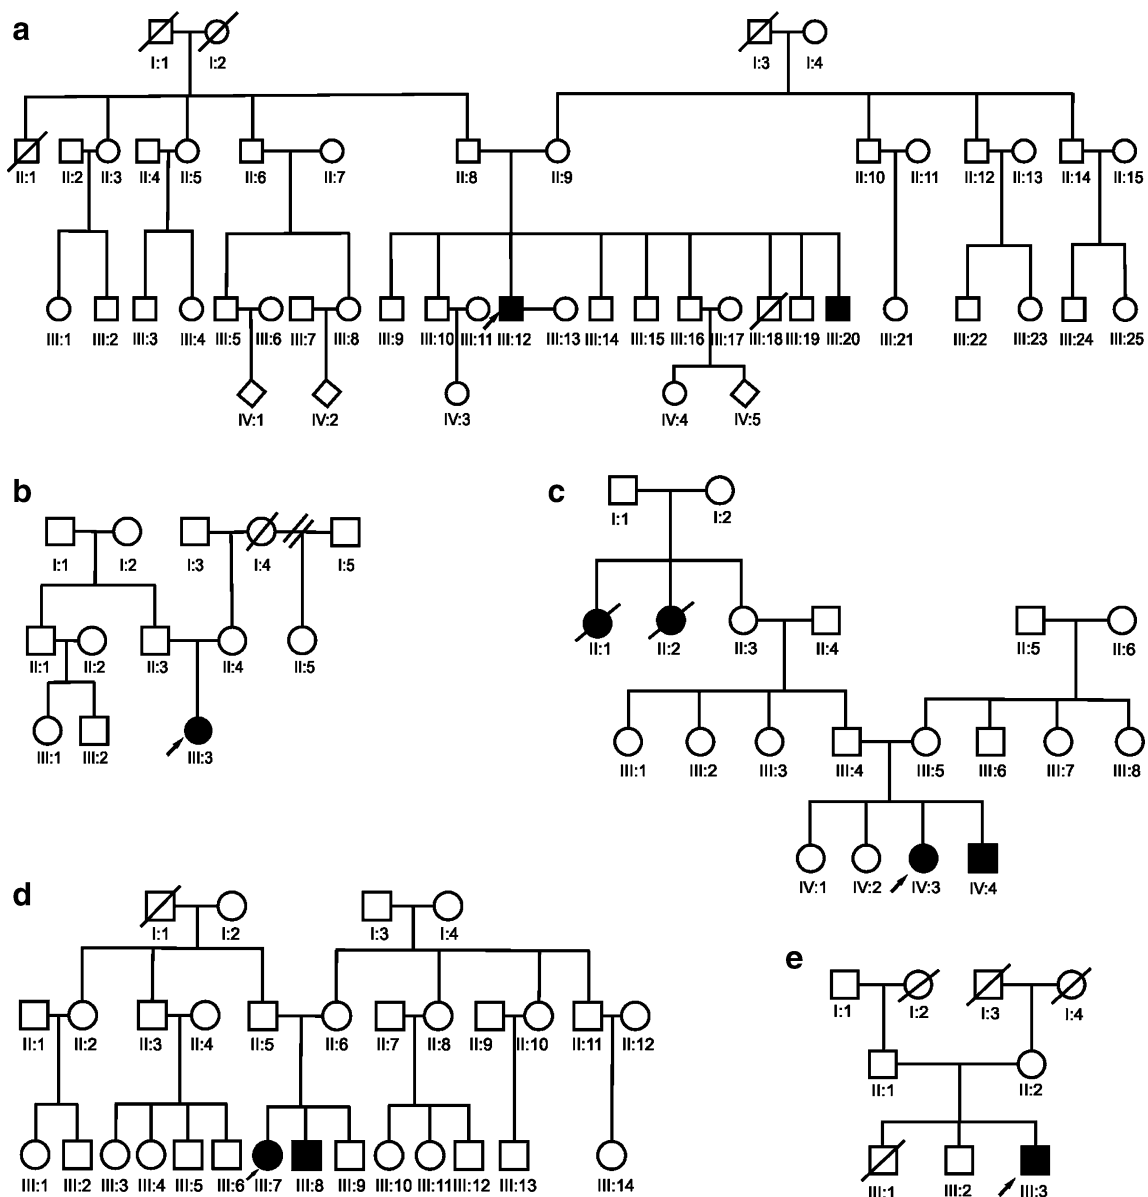 a
I:1 I:2 I:3 I:4
II:1 II:2 II:3 II:4 II:5 II:6 II:7 II:8 II:9 II:10 II:11 II:12 II:13 II:14 II:15
III:1 III:2 III:3 III:4 III:5 III:6 III:7 III:8 III:9 III:10 III:11 III:12 III:13 III:14 III:15 III:16 III:17 III:18 III:19 III:20 III:21 III:22 III:23 III:24 III:25
IV:1 IV:2 IV:3 IV:4 IV:5
b
I:1 I:2 I:3 I:4 I:5
II:1 II:2 II:3 II:4 II:5
III:1 III:2 III:3
c
I:1 I:2
II:1 II:2 II:3 II:4 II:5 II:6
III:1 III:2 III:3 III:4 III:5 III:6 III:7 III:8
IV:1 IV:2 IV:3 IV:4
d
I:1 I:2 I:3 I:4
II:1 II:2 II:3 II:4 II:5 II:6 II:7 II:8 II:9 II:10 II:11 II:12
III:1 III:2 III:3 III:4 III:5 III:6 III:7 III:8 III:9 III:10 III:11 III:12 III:13 III:14
e
I:1 I:2 I:3 I:4
II:1 II:2
III:1 III:2 III:3